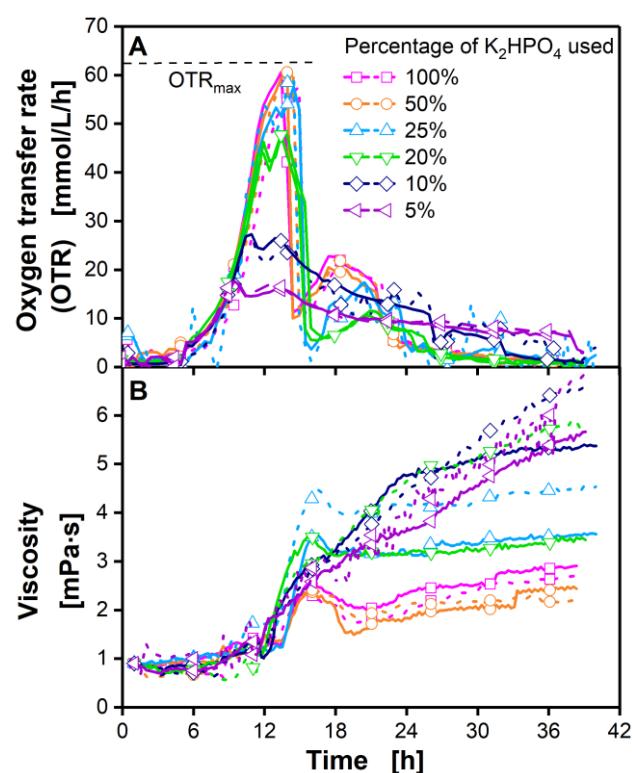 A
Percentage of K₂HPO₄ used
OTRmax
100%
50%
25%
20%
10%
5%
Oxygen transfer rate
(OTR) [mmol/L/h]
70
60
50
40
30
20
10
0
B
Viscosity
[mPa·s]
6
5
4
3
2
1
0
0 6 12 18 24 30 36 42
Time [h]